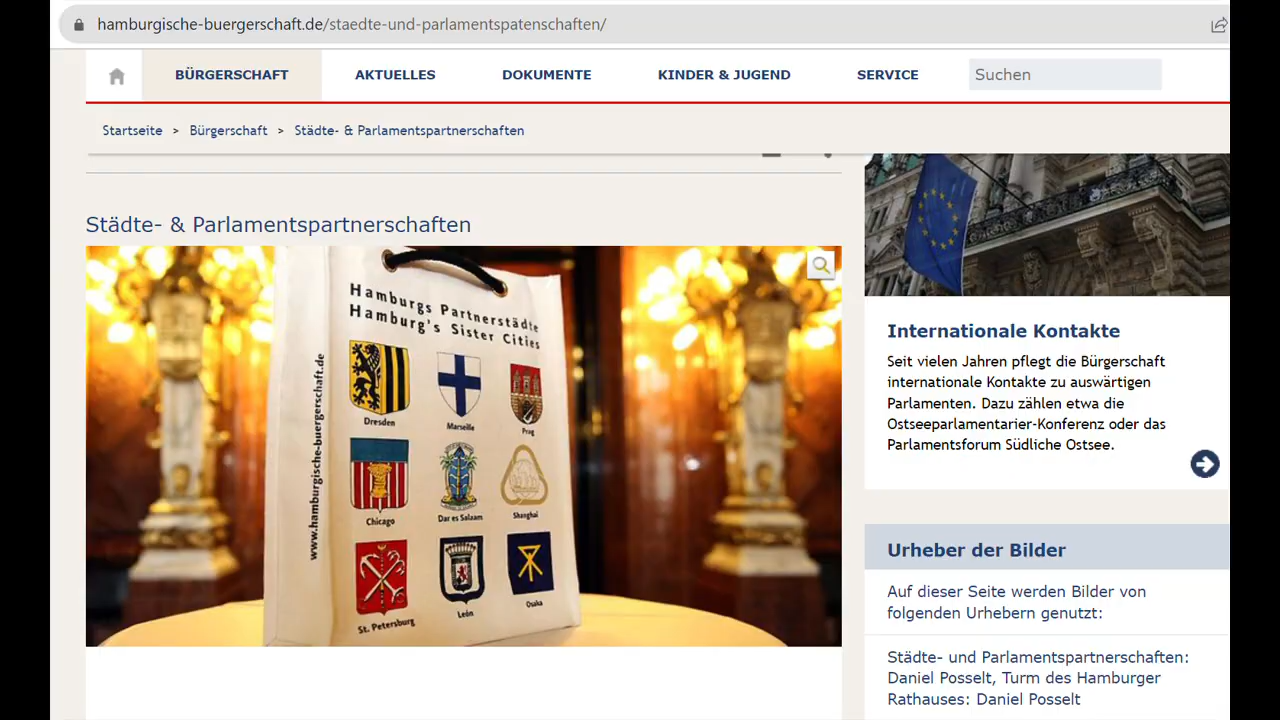 hamburgische-buergerschaft.de/staedte-und-parlamentspatenschaften/
BÜRGERSCHAFT AKTUELLES DOKUMENTE KINDER & JUGEND SERVICE Suchen
Startseite > Bürgerschaft > Städte- & Parlamentspartnerschaften
Städte- & Parlamentspartnerschaften
Hamburgs Partnerstädte
Hamburg's Sister Cities
www.hamburgische-buergerschaft.de
Dresden Marseille Prag
Chicago Dar es Salaam Shanghai
St. Petersburg León Osaka
Internationale Kontakte
Seit vielen Jahren pflegt die Bürgerschaft
internationale Kontakte zu auswärtigen
Parlamenten. Dazu zählen etwa die
Ostseeparlamentarier-Konferenz oder das
Parlamentsforum Südliche Ostsee.
Urheber der Bilder
Auf dieser Seite werden Bilder von
folgenden Urhebern genutzt:
Städte- und Parlamentspartnerschaften:
Daniel Posselt, Turm des Hamburger
Rathauses: Daniel Posselt